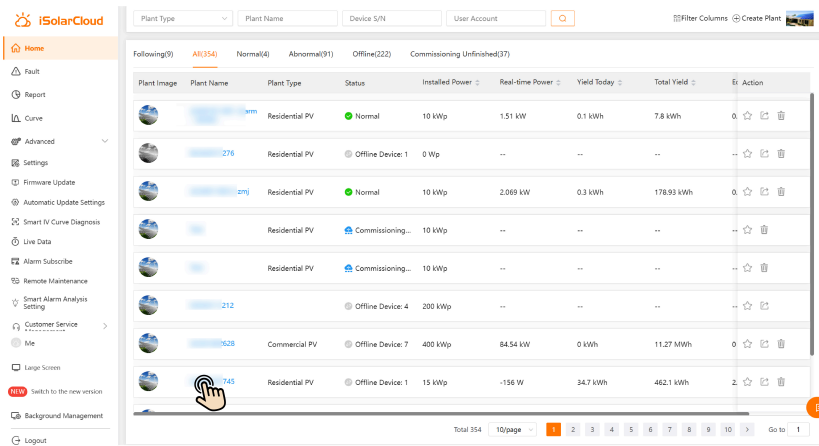 iSolarCloud
Plant Type
Plant Name
Device S/N
User Account
Filter Columns
Create Plant
Home
Fault
Report
Curve
Advanced
Settings
Firmware Update
Automatic Update Settings
Smart IV Curve Diagnosis
Live Data
Alarm Subscribe
Remote Maintenance
Smart Alarm Analysis
Setting
Customer Service
Me
Large Screen
NEW Switch to the new version
Background Management
Logout
Following(9) All(354) Normal(4) Abnormal(91) Offline(222) Commissioning Unfinished(37)
Plant Image Plant Name Plant Type Status Installed Power Real-time Power Yield Today Total Yield Action
arm Residential PV Normal 10 kWp 1.51 kW 0.1 kWh 7.8 kWh 0.
276 Residential PV Offline Device: 1 0 Wp -- -- -- --
zmj Residential PV Normal 10 kWp 2.069 kW 0.3 kWh 178.93 kWh 0.
Residential PV Commissioning... 10 kWp -- -- -- --
Residential PV Commissioning... 10 kWp -- -- -- --
212 Offline Device: 4 200 kWp -- -- -- --
2628 Commercial PV Offline Device: 7 400 kWp 84.54 kW 0 kWh 11.27 MWh 0
745 Residential PV Offline Device: 1 15 kWp -156 W 34.7 kWh 462.1 kWh 2.
Total 354 10/page 1 2 3 4 5 6 7 8 9 10 > Go to 1